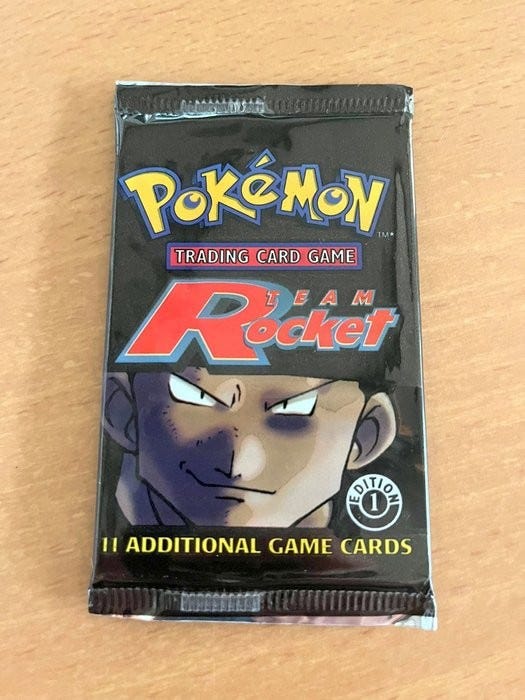 POKéMON
TM*
TRADING CARD GAME
TEAM
Rocket
EDITION
1
11 ADDITIONAL GAME CARDS